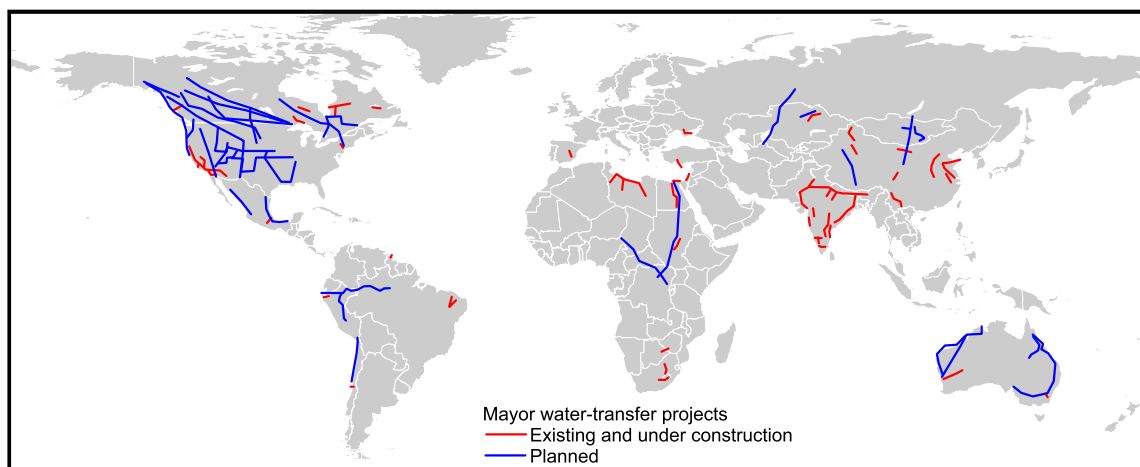 Mayor water-transfer projects
Existing and under construction
Planned